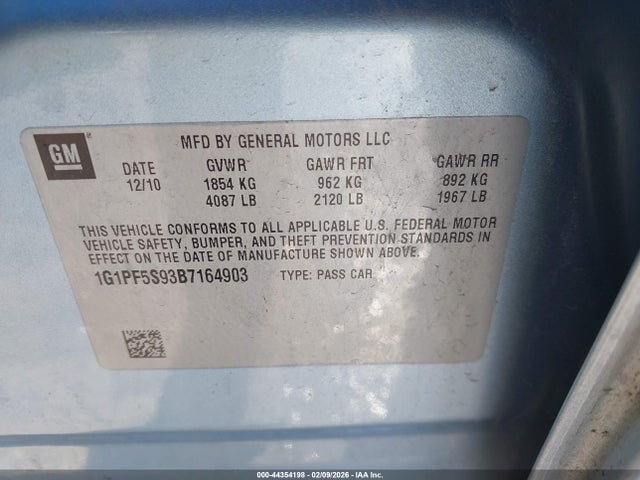 GM
MFD BY GENERAL MOTORS LLC
DATE GVWR GAWR FRT GAWR RR
12/10 1854 KG 962 KG 892 KG
4087 LB 2120 LB 1967 LB
THIS VEHICLE CONFORMS TO ALL APPLICABLE U.S. FEDERAL MOTOR
VEHICLE SAFETY, BUMPER, AND THEFT PREVENTION STANDARDS IN
EFFECT ON THE DATE OF MANUFACTURE SHOWN ABOVE.
1G1PF5S93B7164903 TYPE: PASS CAR
000-44354198 - 02/09/2026 - IAA Inc.